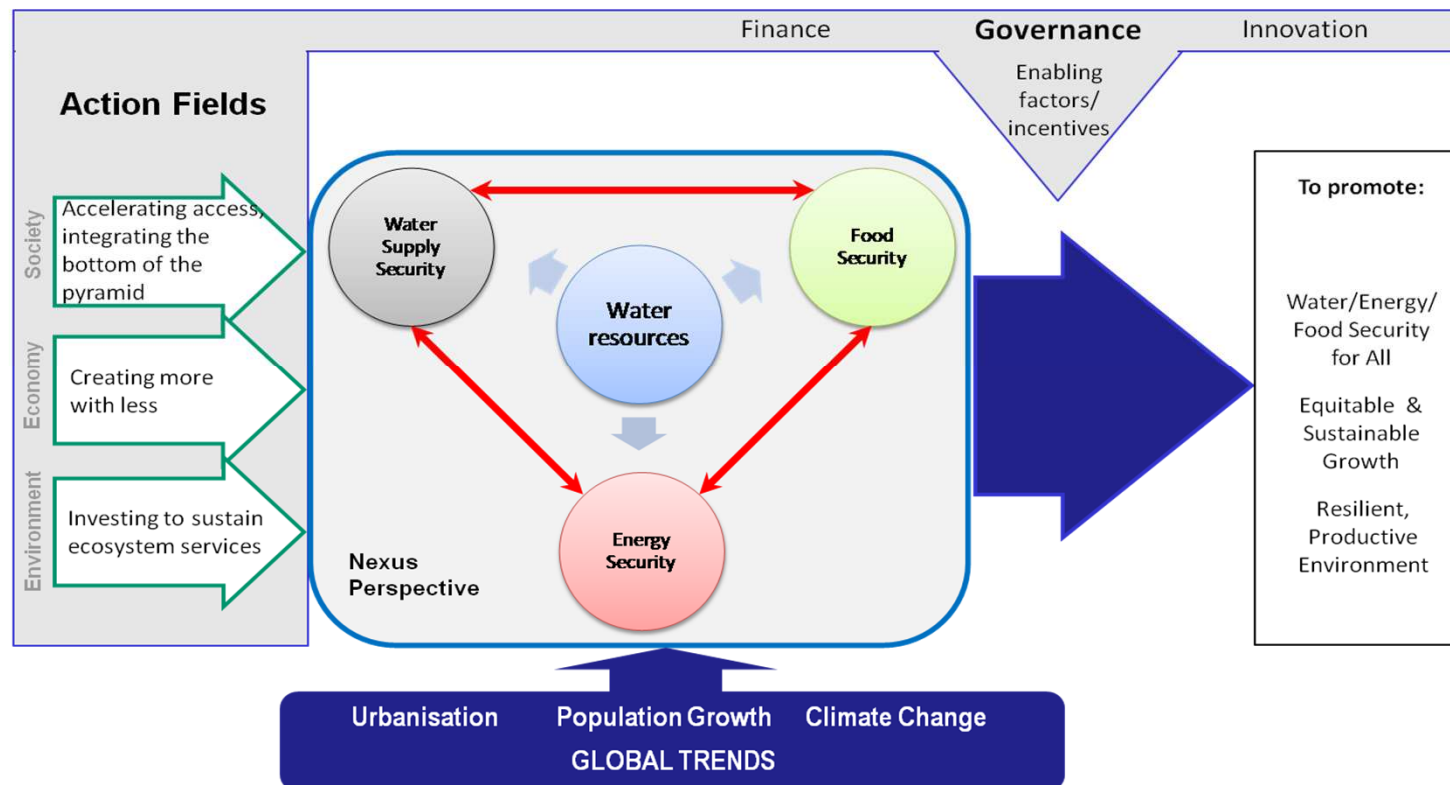 Finance
Governance
Innovation
Enabling
factors/
incentives
Action Fields
Society
Accelerating access,
integrating the
bottom of the
pyramid
Economy
Creating more
with less
Environment
Investing to sustain
ecosystem services
Water
Supply
Security
Food
Security
Water
resources
Energy
Security
Nexus
Perspective
To promote:
Water/Energy/
Food Security
for All
Equitable &
Sustainable
Growth
Resilient,
Productive
Environment
Urbanisation
Population Growth
Climate Change
GLOBAL TRENDS